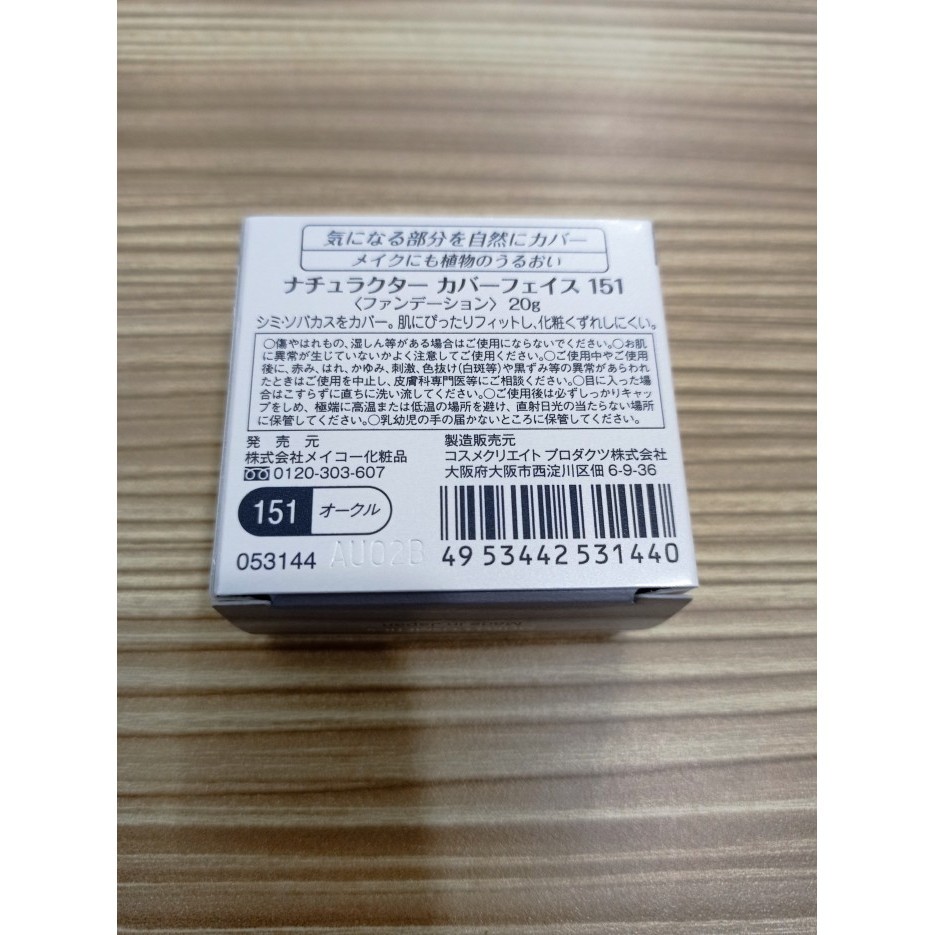 気になる部分を自然にカバー
メイクにも植物のうるおい
ナチュラクター カバーフェイス 151
〈ファンデーション〉 20g
シミ・ソバカスをカバー。肌にぴったりフィットし、化粧くずれしにくい。
○傷やはれもの、湿しん等がある場合はご使用にならないでください。○お肌
に異常が生じていないかよく注意してご使用ください。○ご使用中やご使用
後に、赤み、はれ、かゆみ、刺激、色抜け(白斑等)や黒ずみ等の異常があらわれ
たときはご使用を中止し、皮膚科専門医等にご相談ください。○目に入った場
合はこすらずに直ちに洗い流してください。○ご使用後は必ずしっかりキャッ
プをしめ、極端に高温または低温の場所を避け、直射日光の当たらない場所
に保管してください。○乳幼児の手の届かないところに保管してください。
発売元
株式会社メイコー化粧品
0120-303-607
製造販売元
コスメクリエイト プロダクツ株式会社
大阪府大阪市西淀川区佃 6-9-36
151 オークル
053144 AU02B
49 53442 531440